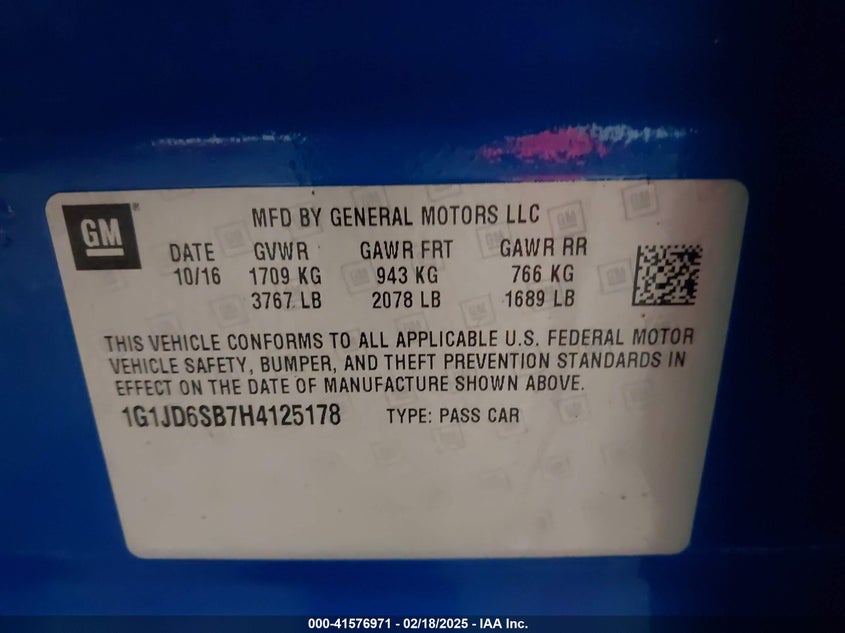 GM
MFD BY GENERAL MOTORS LLC
DATE GVWR GAWR FRT GAWR RR
10/16 1709 KG 943 KG 766 KG
3767 LB 2078 LB 1689 LB
THIS VEHICLE CONFORMS TO ALL APPLICABLE U.S. FEDERAL MOTOR
VEHICLE SAFETY, BUMPER, AND THEFT PREVENTION STANDARDS IN
EFFECT ON THE DATE OF MANUFACTURE SHOWN ABOVE.
1G1JD6SB7H4125178 TYPE: PASS CAR
000-41576971 - 02/18/2025 - IAA Inc.